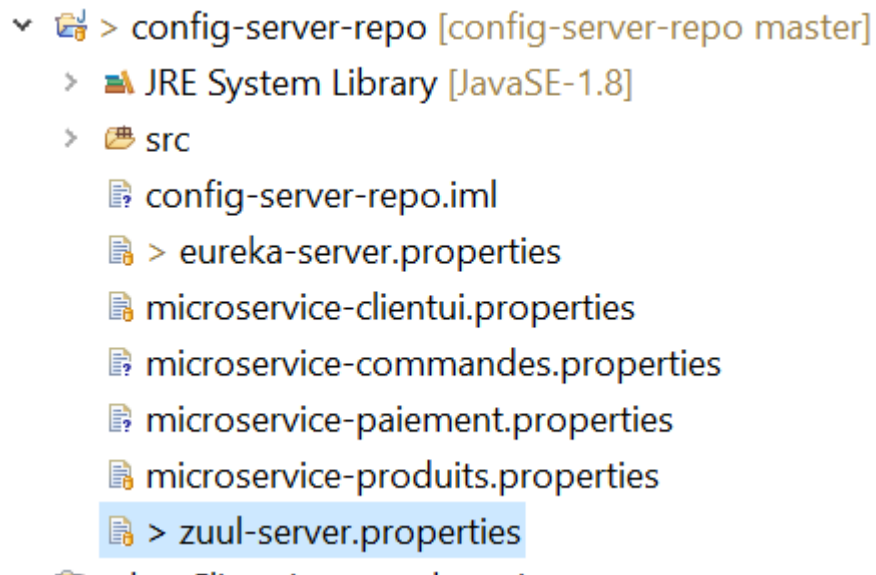 > config-server-repo [config-server-repo master]
JRE System Library [JavaSE-1.8]
src
config-server-repo.iml
> eureka-server.properties
microservice-clientui.properties
microservice-commandes.properties
microservice-paiement.properties
microservice-produits.properties
> zuul-server.properties